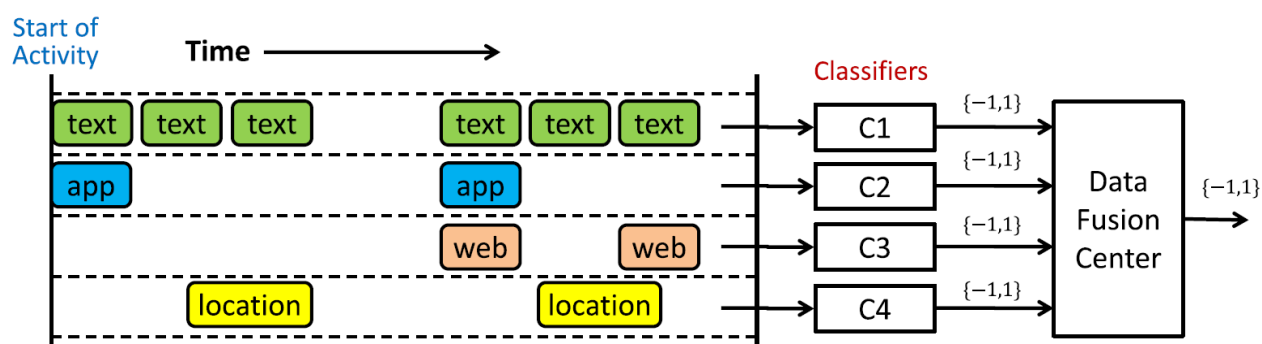 Start of
Activity
Time
Classifiers
text text text text text text
C1
{−1,1}
app app
C2
{−1,1}
web web
C3
{−1,1}
location location
C4
{−1,1}
Data
Fusion
Center
{−1,1}